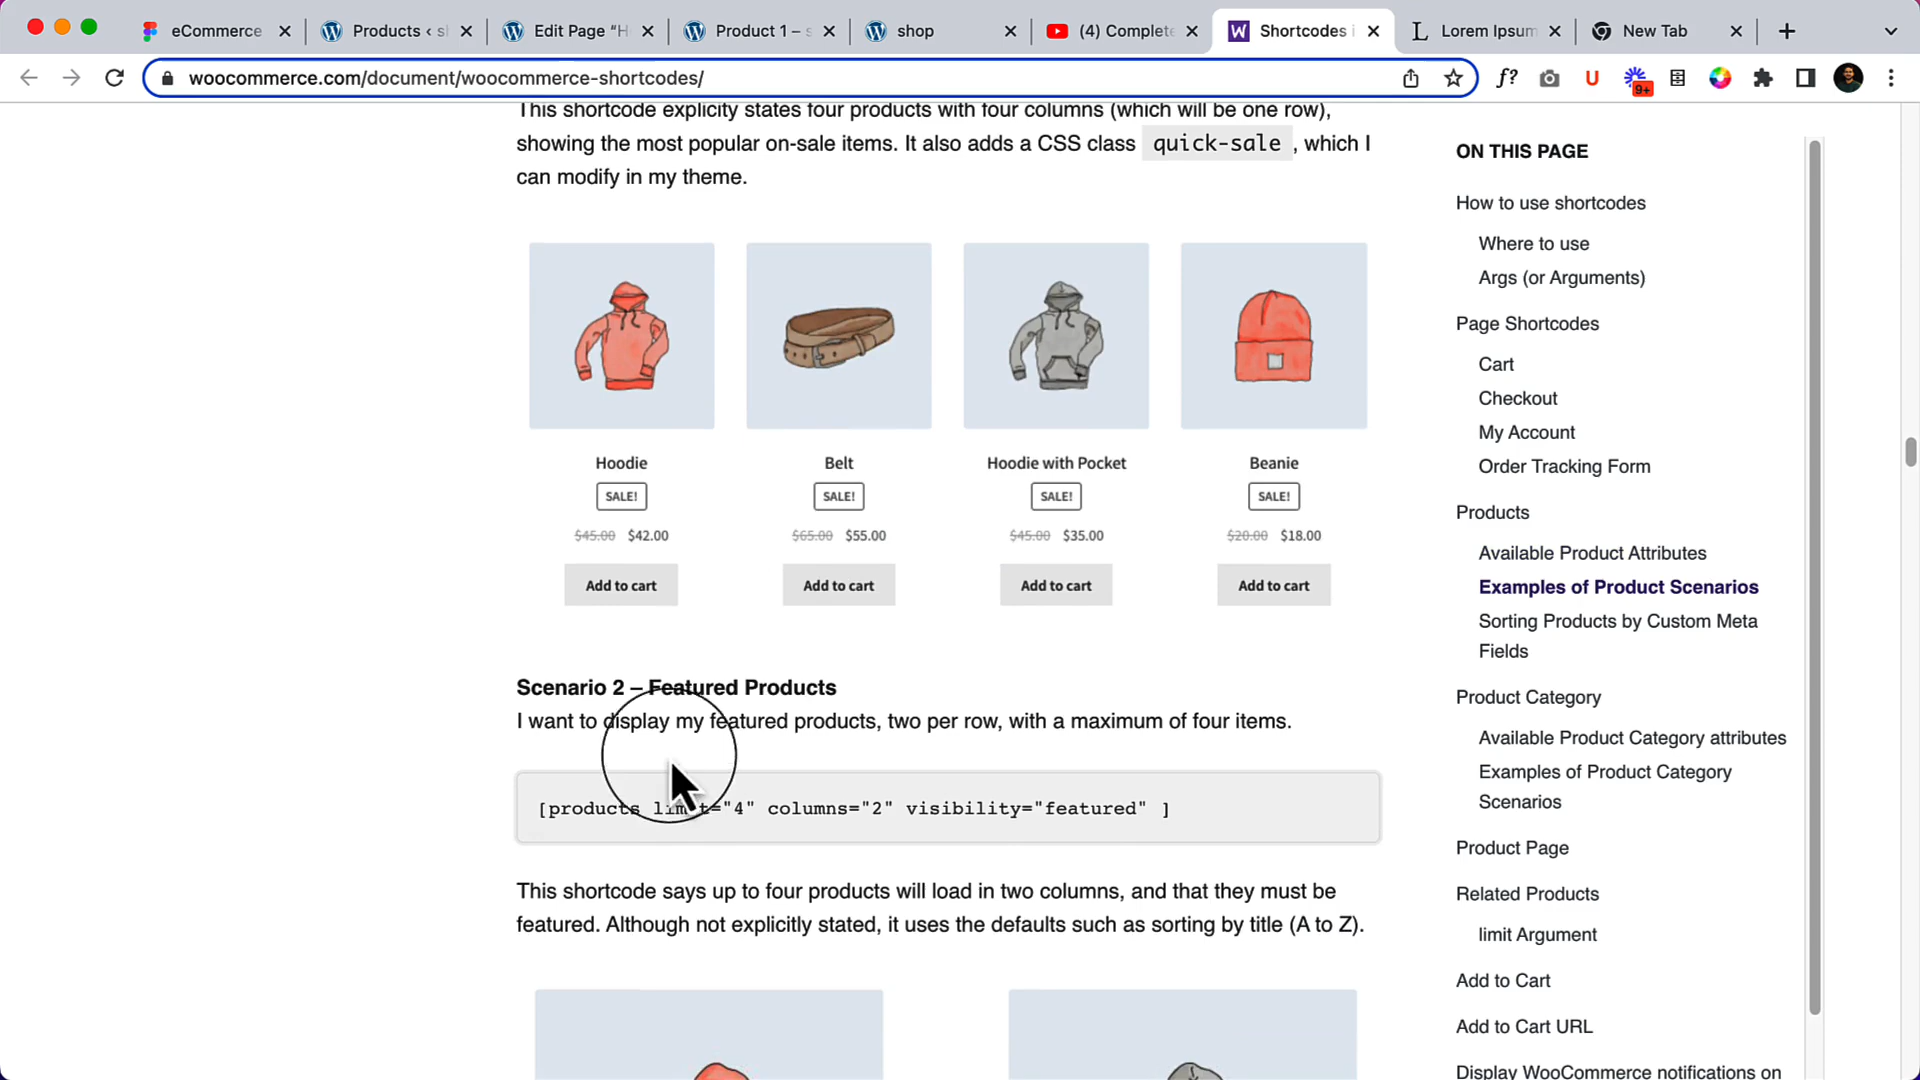 eCommerce
Products ‹ s
Edit Page “H
Product 1 – s
shop
(4) Complete
Shortcodes i
Lorem Ipsum
New Tab
woocommerce.com/document/woocommerce-shortcodes/
f?
U
9+
This shortcode explicity states four products with four columns (which will be one row),
showing the most popular on-sale items. It also adds a CSS class quick-sale , which I
can modify in my theme.
Hoodie
SALE!
$45.00 $42.00
Add to cart
Belt
SALE!
$65.00 $55.00
Add to cart
Hoodie with Pocket
SALE!
$45.00 $35.00
Add to cart
Beanie
SALE!
$20.00 $18.00
Add to cart
Scenario 2 – Featured Products
I want to display my featured products, two per row, with a maximum of four items.
[products limit="4" columns="2" visibility="featured" ]
This shortcode says up to four products will load in two columns, and that they must be
featured. Although not explicitly stated, it uses the defaults such as sorting by title (A to Z).
ON THIS PAGE
How to use shortcodes
Where to use
Args (or Arguments)
Page Shortcodes
Cart
Checkout
My Account
Order Tracking Form
Products
Available Product Attributes
Examples of Product Scenarios
Sorting Products by Custom Meta
Fields
Product Category
Available Product Category attributes
Examples of Product Category
Scenarios
Product Page
Related Products
limit Argument
Add to Cart
Add to Cart URL
Display WooCommerce notifications on